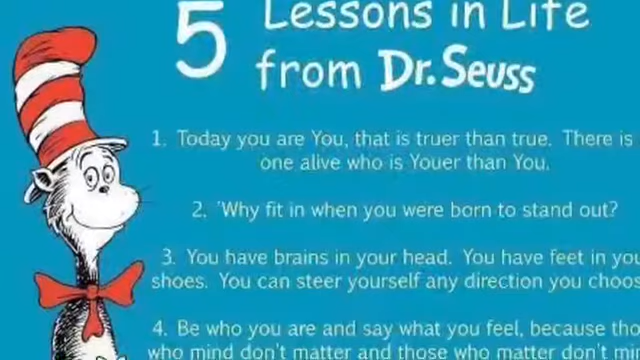 5 Lessons in Life
from Dr. Seuss
1. Today you are You, that is truer than true. There is
one alive who is Youer than You.
2. 'Why fit in when you were born to stand out?
3. You have brains in your head. You have feet in you
shoes. You can steer yourself any direction you choos
4. Be who you are and say what you feel, because tho
who mind don't matter and those who matter don't mi